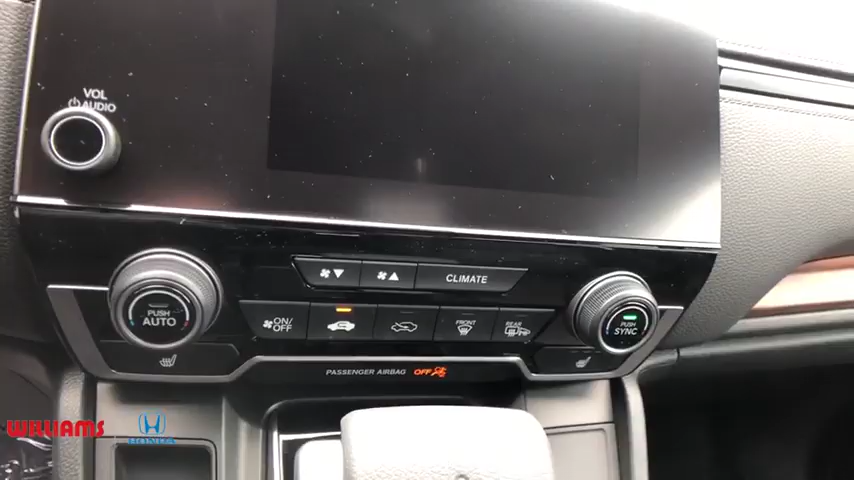 VOL
AUDIO
CLIMATE
PUSH
AUTO
ON/
OFF
FRONT
REAR
PUSH
SYNC
PASSENGER AIRBAG OFF
WILLIAMS
HONDA